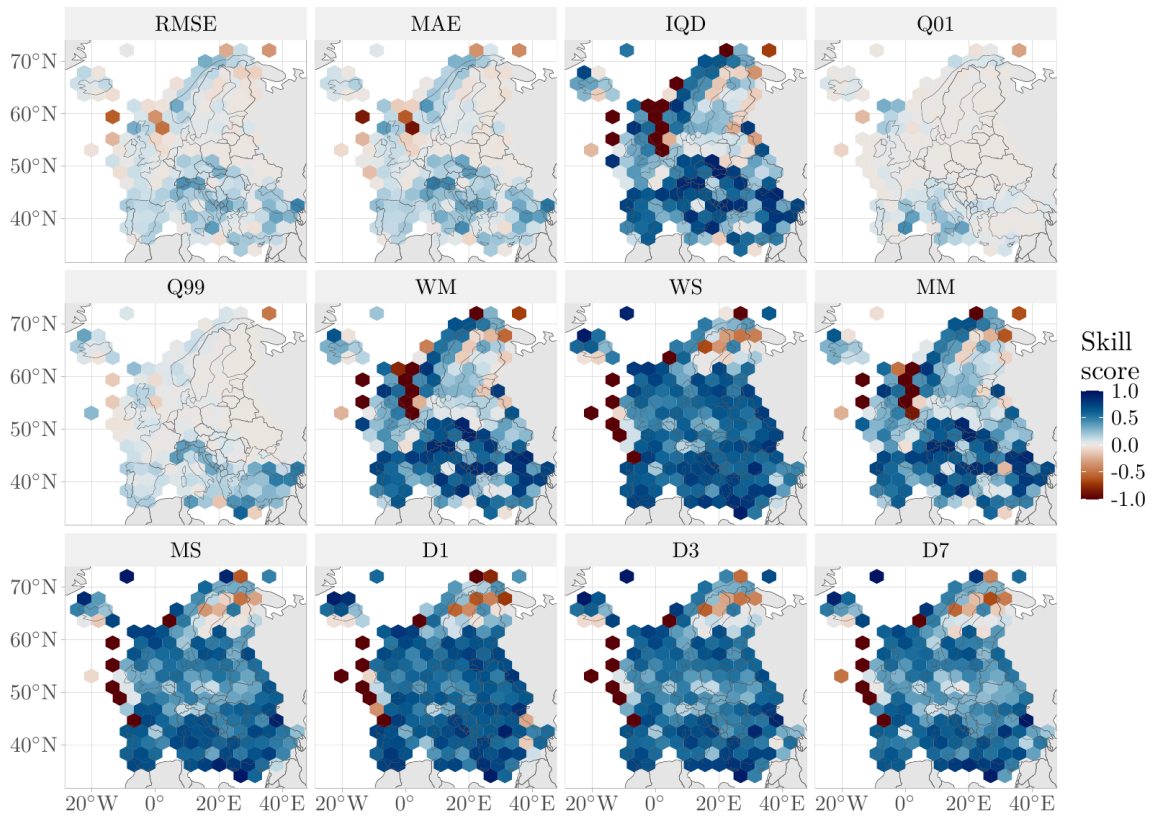 RMSE MAE IQD Q01
70°N
60°N
50°N
40°N
Q99 WM WS MM
70°N
60°N
50°N
40°N
Skill
score
1.0
0.5
0.0
-0.5
-1.0
MS D1 D3 D7
70°N
60°N
50°N
40°N
20°W 0° 20°E 40°E 20°W 0° 20°E 40°E 20°W 0° 20°E 40°E 20°W 0° 20°E 40°E